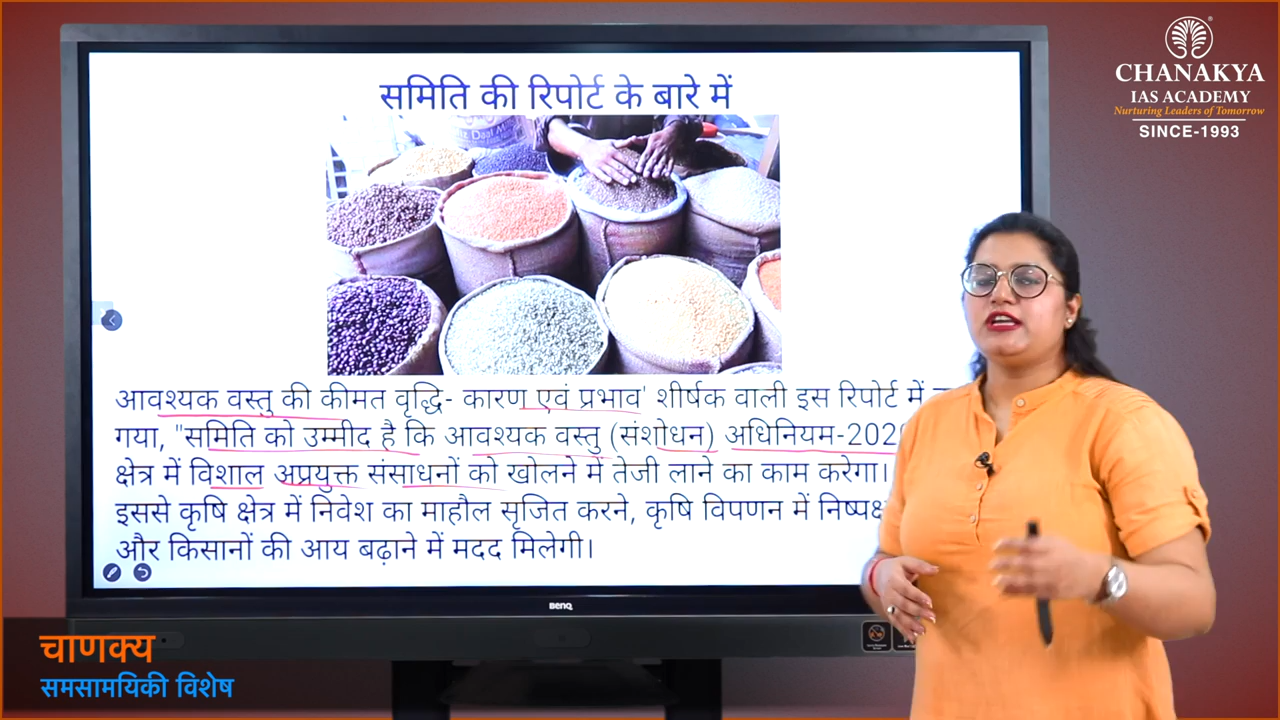 CHANAKYA
IAS ACADEMY
Nurturing Leaders of Tomorrow
SINCE-1993
समिति की रिपोर्ट के बारे में
आवश्यक वस्तु की कीमत वृद्धि- कारण एवं प्रभाव' शीर्षक वाली इस रिपोर्ट में
गया, "समिति को उम्मीद है कि आवश्यक वस्तु (संशोधन) अधिनियम-2020
क्षेत्र में विशाल अप्रयुक्त संसाधनों को खोलने में तेजी लाने का काम करेगा।
इससे कृषि क्षेत्र में निवेश का माहौल सृजित करने, कृषि विपणन में निष्पक्ष
और किसानों की आय बढ़ाने में मदद मिलेगी।
BenQ
चाणक्य
समसामयिकी विशेष